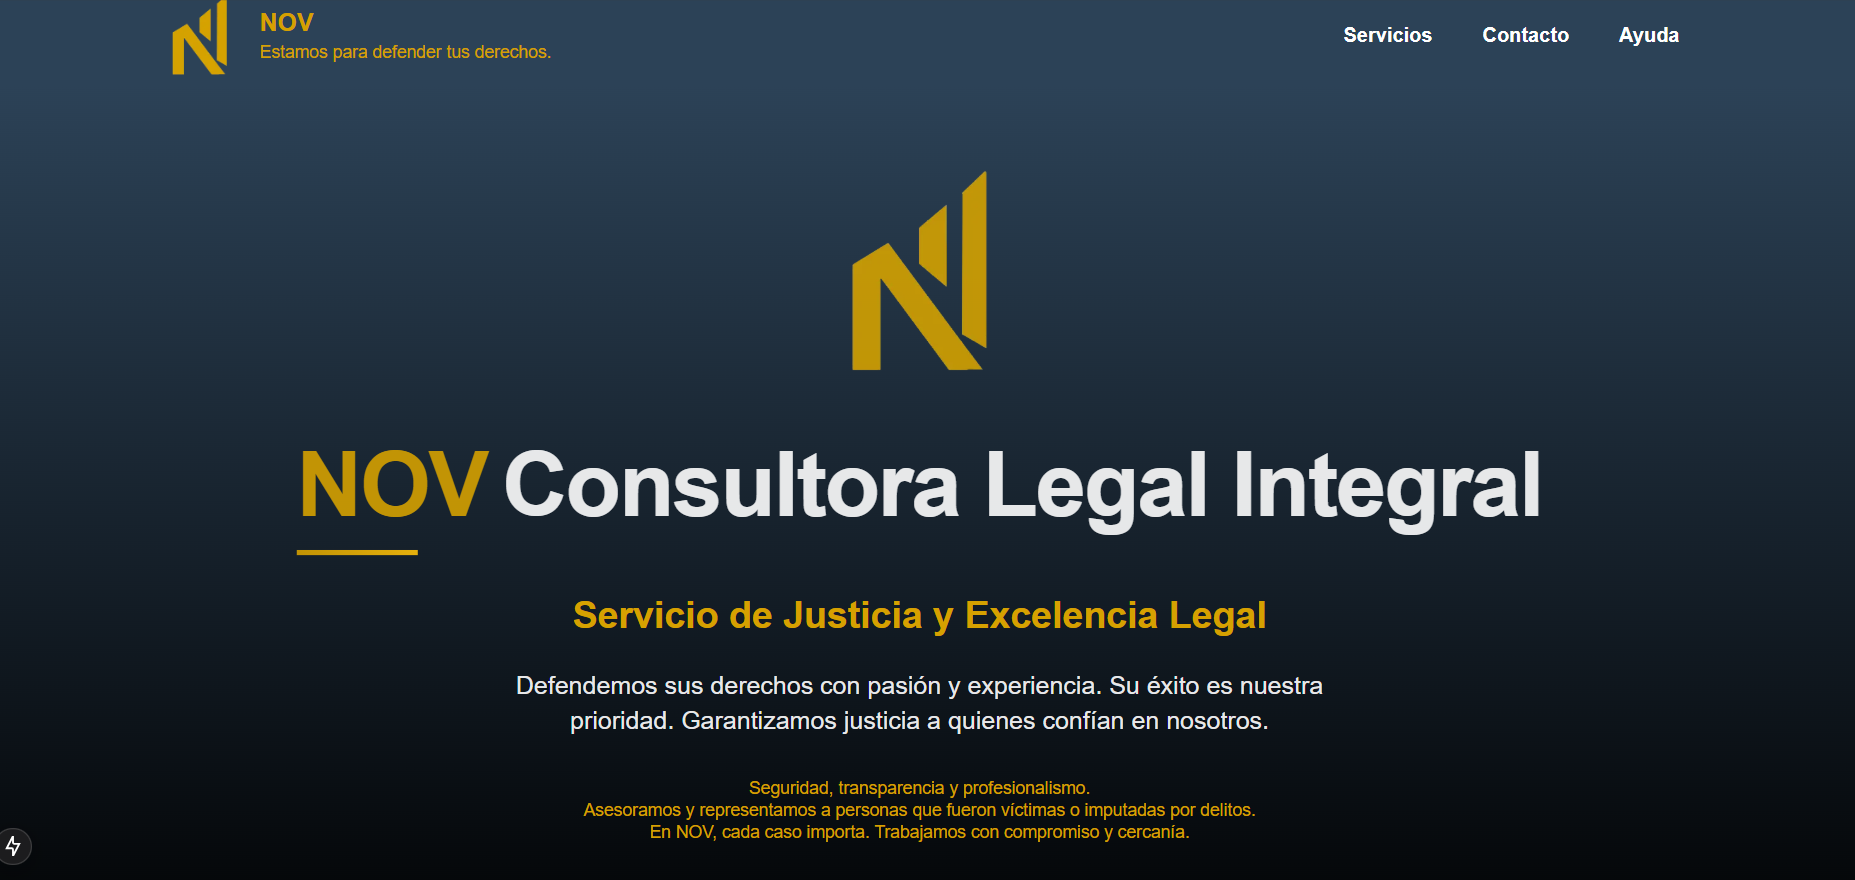 NOV
Estamos para defender tus derechos.
Servicios
Contacto
Ayuda
NOV Consultora Legal Integral
Servicio de Justicia y Excelencia Legal
Defendemos sus derechos con pasión y experiencia. Su éxito es nuestra
prioridad. Garantizamos justicia a quienes confían en nosotros.
Seguridad, transparencia y profesionalismo.
Asesoramos y representamos a personas que fueron víctimas o imputadas por delitos.
En NOV, cada caso importa. Trabajamos con compromiso y cercanía.